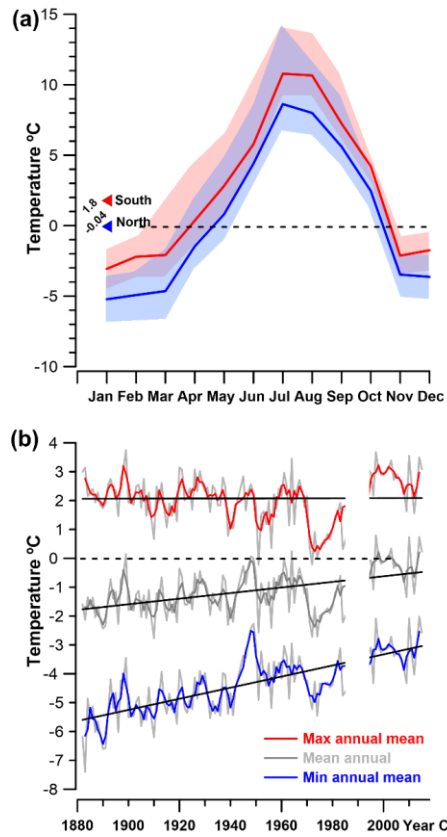 (a)
15
10
5
0
-5
-10
Temperature ºC
1.8
South
-0.04
North
Jan Feb Mar Apr May Jun Jul Aug Sep Oct Nov Dec
(b)
4
3
2
1
0
-1
-2
-3
-4
-5
-6
-7
-8
Temperature ºC
Max annual mean
Mean annual
Min annual mean
1880 1900 1920 1940 1960 1980 2000 Year C